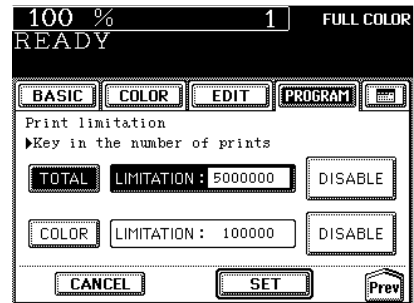 100 % 1 FULL COLOR
READY
BASIC COLOR EDIT PROGRAM
Print limitation
▶Key in the number of prints
TOTAL LIMITATION : 5000000 DISABLE
COLOR LIMITATION : 100000 DISABLE
CANCEL SET Prev